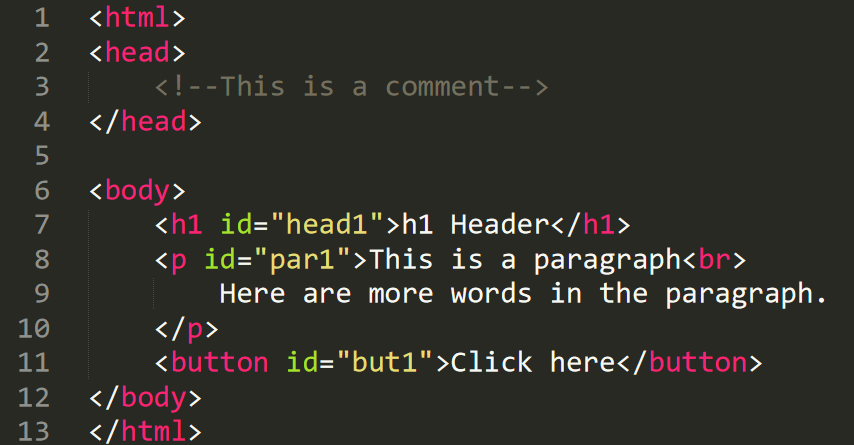 1 <html>
2 <head>
3     <!--This is a comment-->
4 </head>
5
6 <body>
7     <h1 id="head1">h1 Header</h1>
8     <p id="par1">This is a paragraph<br>
9         Here are more words in the paragraph.
10     </p>
11     <button id="but1">Click here</button>
12 </body>
13 </html>